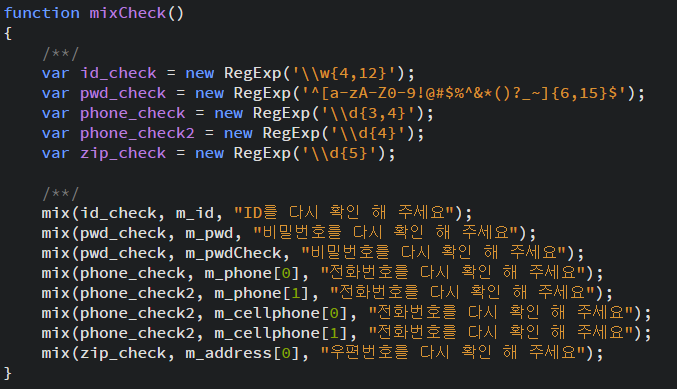 function mixCheck()
{
    /**/
    var id_check = new RegExp('\\w{4,12}');
    var pwd_check = new RegExp('^[a-zA-Z0-9!@#$%^&*()?_~]{6,15}$');
    var phone_check = new RegExp('\\d{3,4}');
    var phone_check2 = new RegExp('\\d{4}');
    var zip_check = new RegExp('\\d{5}');

    /**/
    mix(id_check, m_id, "ID를 다시 확인 해 주세요");
    mix(pwd_check, m_pwd, "비밀번호를 다시 확인 해 주세요");
    mix(pwd_check, m_pwdCheck, "비밀번호를 다시 확인 해 주세요");
    mix(phone_check, m_phone[0], "전화번호를 다시 확인 해 주세요");
    mix(phone_check2, m_phone[1], "전화번호를 다시 확인 해 주세요");
    mix(phone_check2, m_cellphone[0], "전화번호를 다시 확인 해 주세요");
    mix(phone_check2, m_cellphone[1], "전화번호를 다시 확인 해 주세요");
    mix(zip_check, m_address[0], "우편번호를 다시 확인 해 주세요");
}